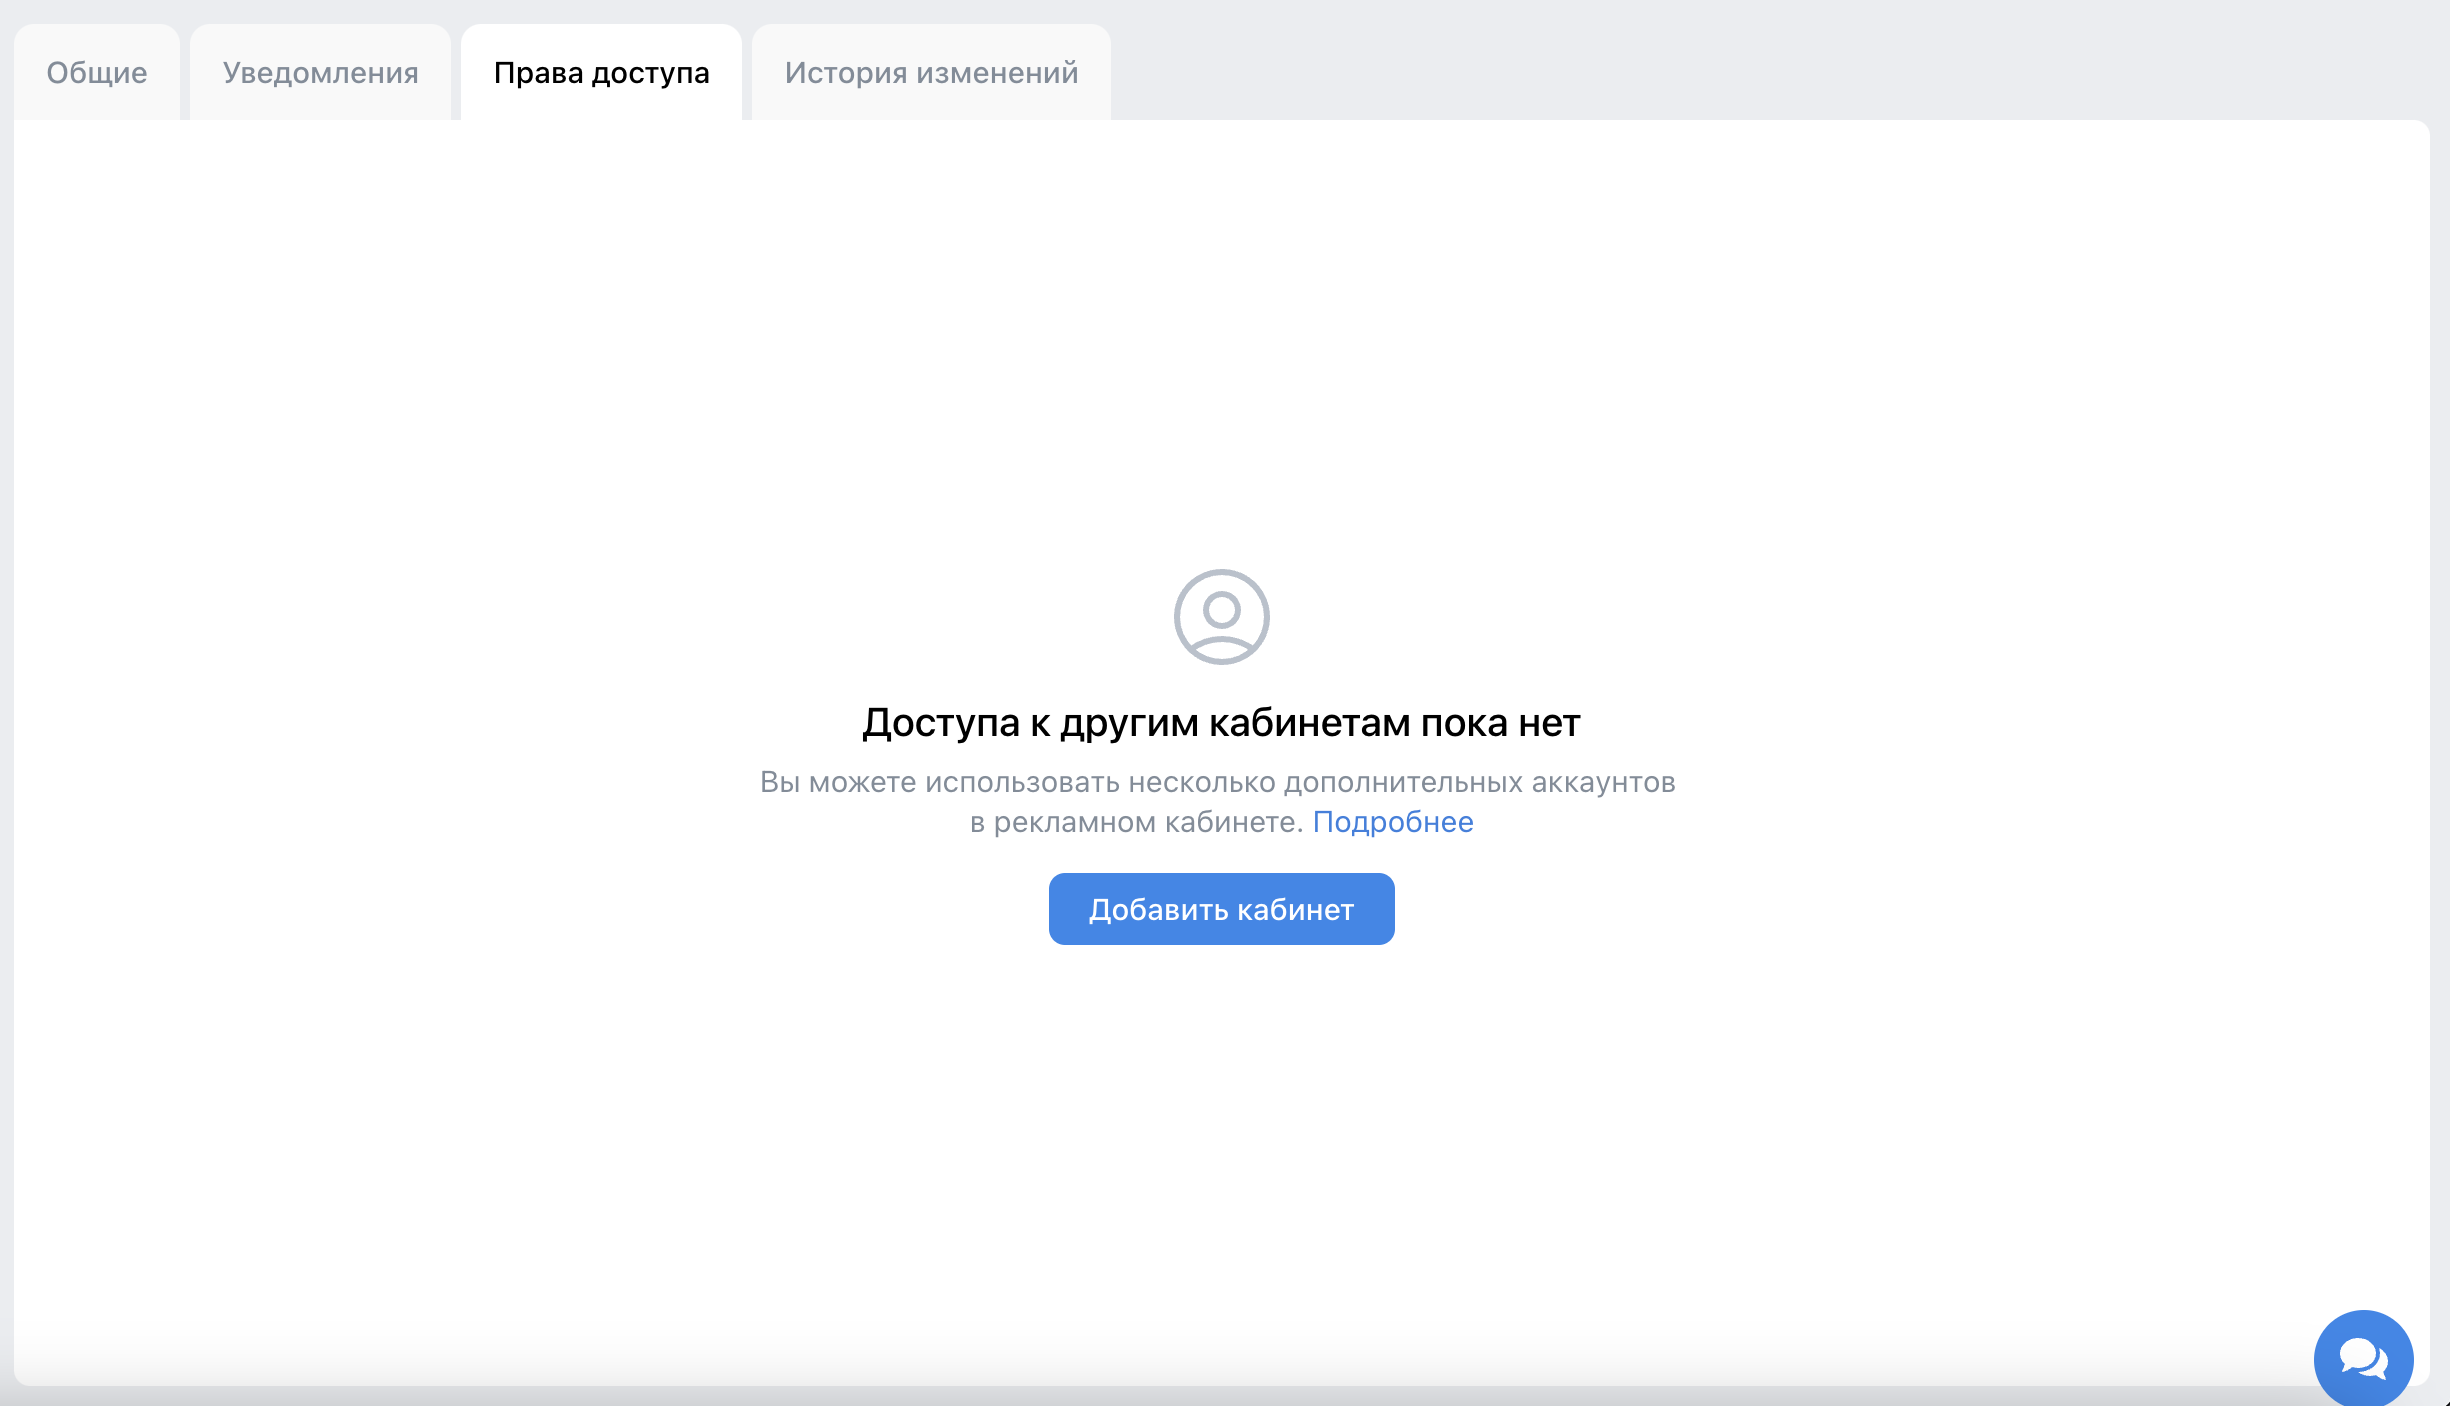 Общие
Уведомления
Права доступа
История изменений
Доступа к другим кабинетам пока нет
Вы можете использовать несколько дополнительных аккаунтов
в рекламном кабинете. Подробнее
Добавить кабинет